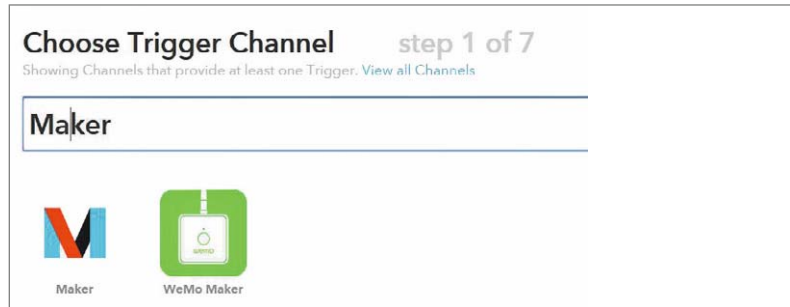 Choose Trigger Channel step 1 of 7
Showing Channels that provide at least one Trigger. View all Channels
Maker
wemo
Maker WeMo Maker